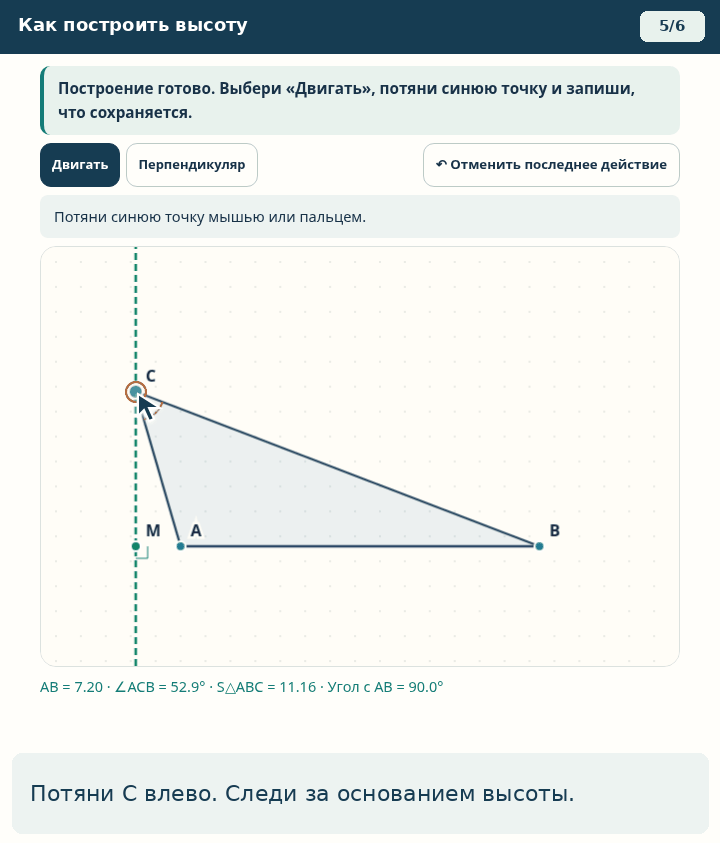 Как построить высоту
5/6
Построение готово. Выбери «Двигать», потяни синюю точку и запиши,
что сохраняется.
Двигать
Перпендикуляр
↶ Отменить последнее действие
Потяни синюю точку мышью или пальцем.
C
M
A
B
AB = 7.20 · ∠ACB = 52.9° · S△ABC = 11.16 · Угол с AB = 90.0°
Потяни C влево. Следи за основанием высоты.